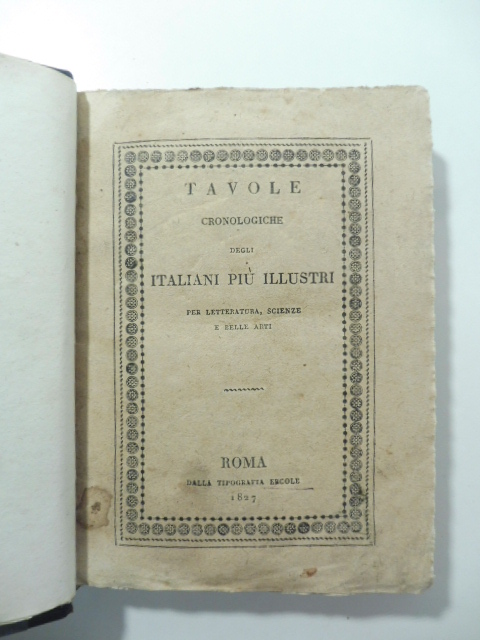 TAVOLE
CRONOLOGICHE
DEGLI
ITALIANI PIÙ ILLUSTRI
PER LETTERATURA, SCIENZE
E BELLE ARTI
ROMA
DALLA TIPOGRAFIA ERCOLE
1827